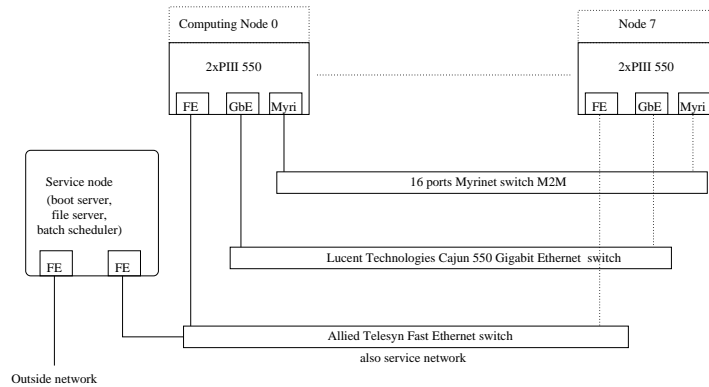 Computing Node 0
Node 7
2xPIII 550
2xPIII 550
FE
GbE
Myri
FE
GbE
Myri
16 ports Myrinet switch M2M
Service node
(boot server,
file server,
batch scheduler)
FE
FE
Lucent Technologies Cajun 550 Gigabit Ethernet switch
Allied Telesyn Fast Ethernet switch
also service network
Outside network